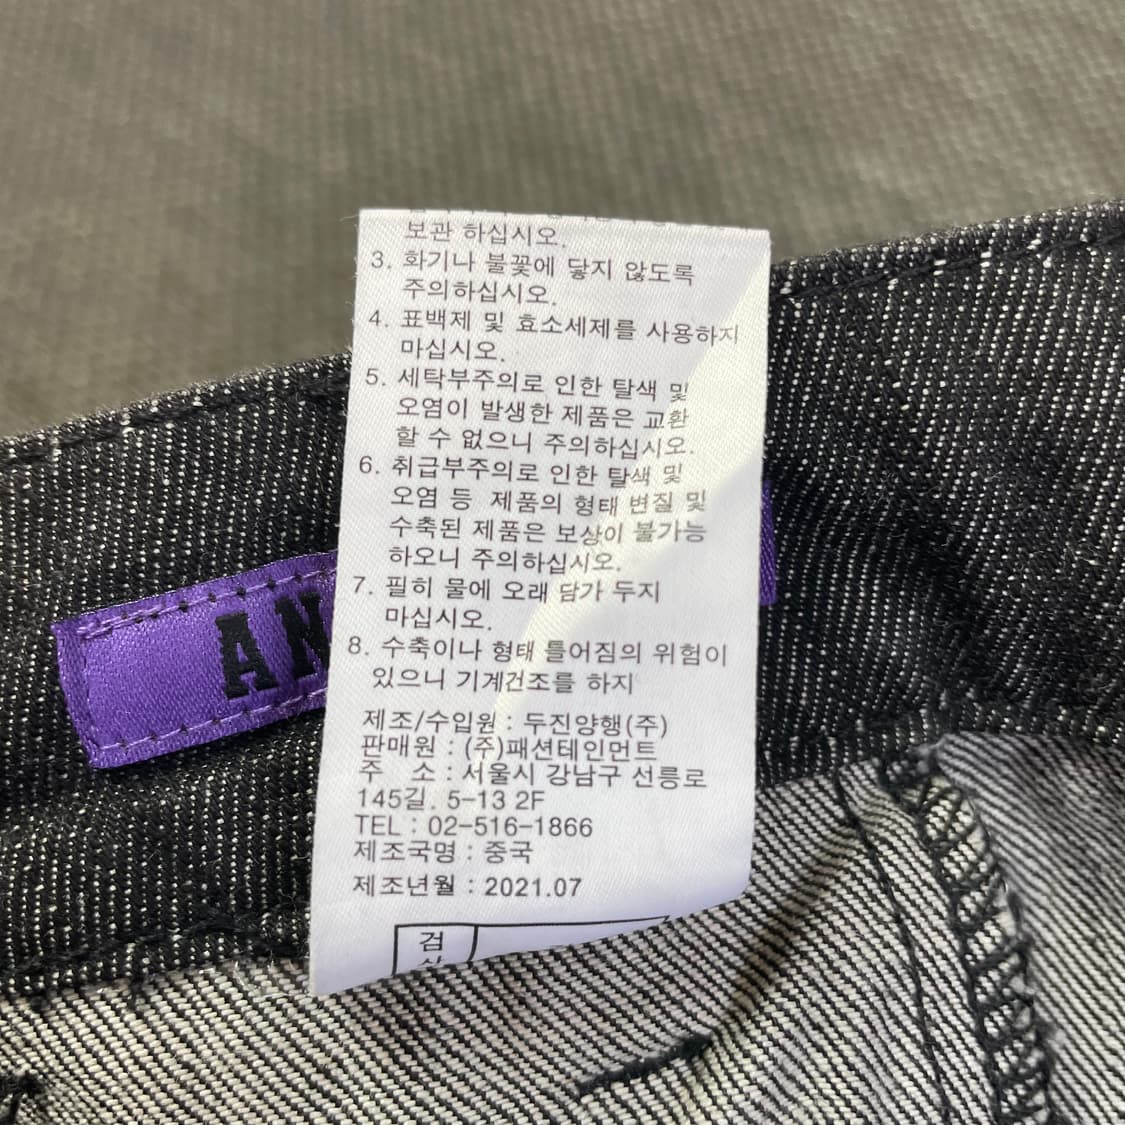 보관 하십시오.
3. 화기나 불꽃에 닿지 않도록
주의하십시오.
4. 표백제 및 효소세제를 사용하지
마십시오.
5. 세탁부주의로 인한 탈색 및
오염이 발생한 제품은 교환
할 수 없으니 주의하십시오.
6. 취급부주의로 인한 탈색 및
오염 등 제품의 형태 변질 및
수축된 제품은 보상이 불가능
하오니 주의하십시오.
7. 필히 물에 오래 담가 두지
마십시오.
8. 수축이나 형태 틀어짐의 위험이
있으니 기계건조를 하지
제조/수입원 : 두진양행(주)
판매원 : (주)패션테인먼트
주 소 : 서울시 강남구 선릉로
145길. 5-13 2F
TEL : 02-516-1866
제조국명 : 중국
제조년월 : 2021.07
검
AN